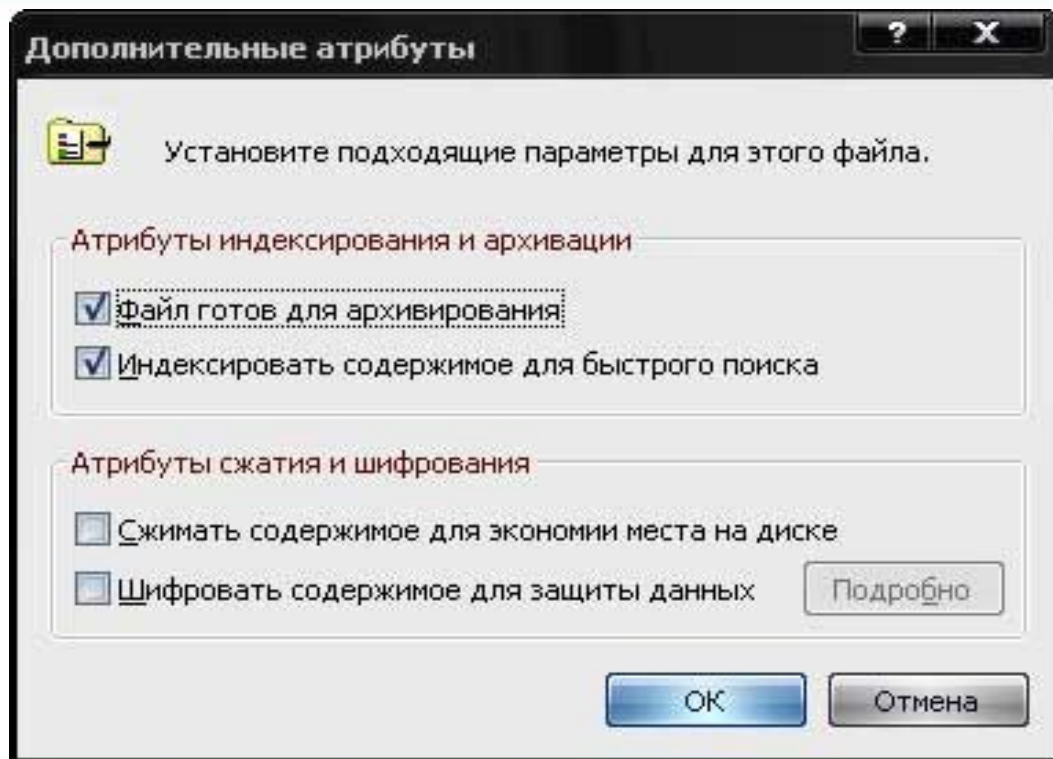 Дополнительные атрибуты
?
X
Установите подходящие параметры для этого файла.
Атрибуты индексирования и архивации
Файл готов для архивирования
Индексировать содержимое для быстрого поиска
Атрибуты сжатия и шифрования
Сжимать содержимое для экономии места на диске
Шифровать содержимое для защиты данных
Подробно
ОК
Отмена